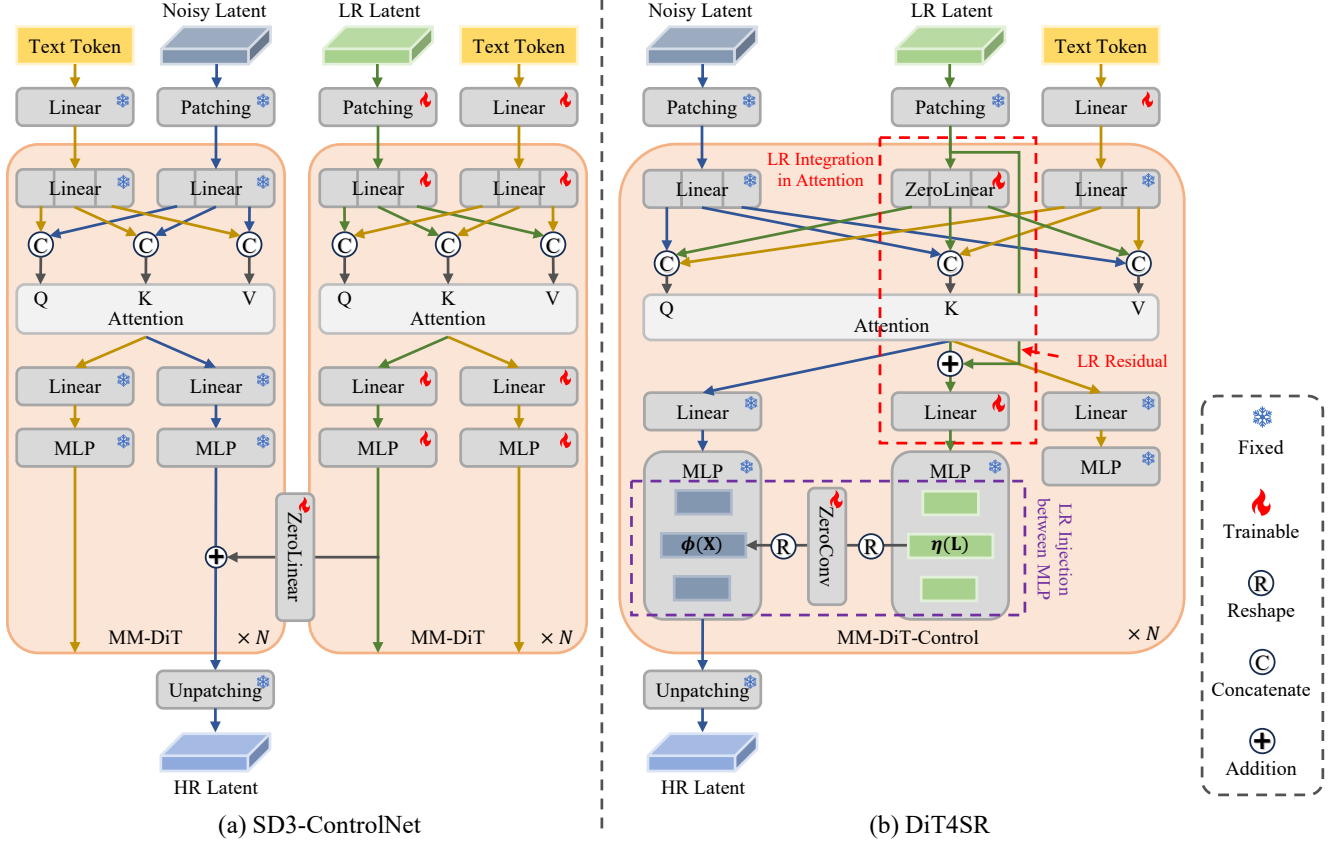 Noisy Latent
LR Latent
Text Token
Text Token
Linear
Patching
Patching
Linear
Linear
Linear
Linear
Linear
C
C
C
C
C
C
Q
K
V
Attention
Q
K
V
Attention
Linear
Linear
Linear
Linear
MLP
MLP
MLP
MLP
ZeroLinear
MM-DiT
× N
MM-DiT
× N
Unpatching
HR Latent
(a) SD3-ControlNet
Noisy Latent
LR Latent
Text Token
Patching
Patching
Linear
LR Integration
in Attention
Linear
ZeroLinear
Linear
C
C
C
Q
K
V
Attention
LR Residual
Linear
Linear
Linear
MLP
MLP
MLP
ϕ(X)
R
ZeroConv
R
η(L)
LR Injection
between MLP
MM-DiT-Control
× N
Unpatching
HR Latent
(b) DiT4SR
Fixed
Trainable
R
Reshape
C
Concatenate
Addition